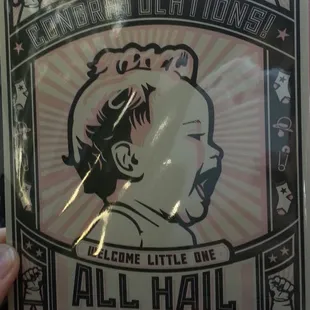 CONGRATULATIONS!
WELCOME LITTLE ONE
ALL HAIL